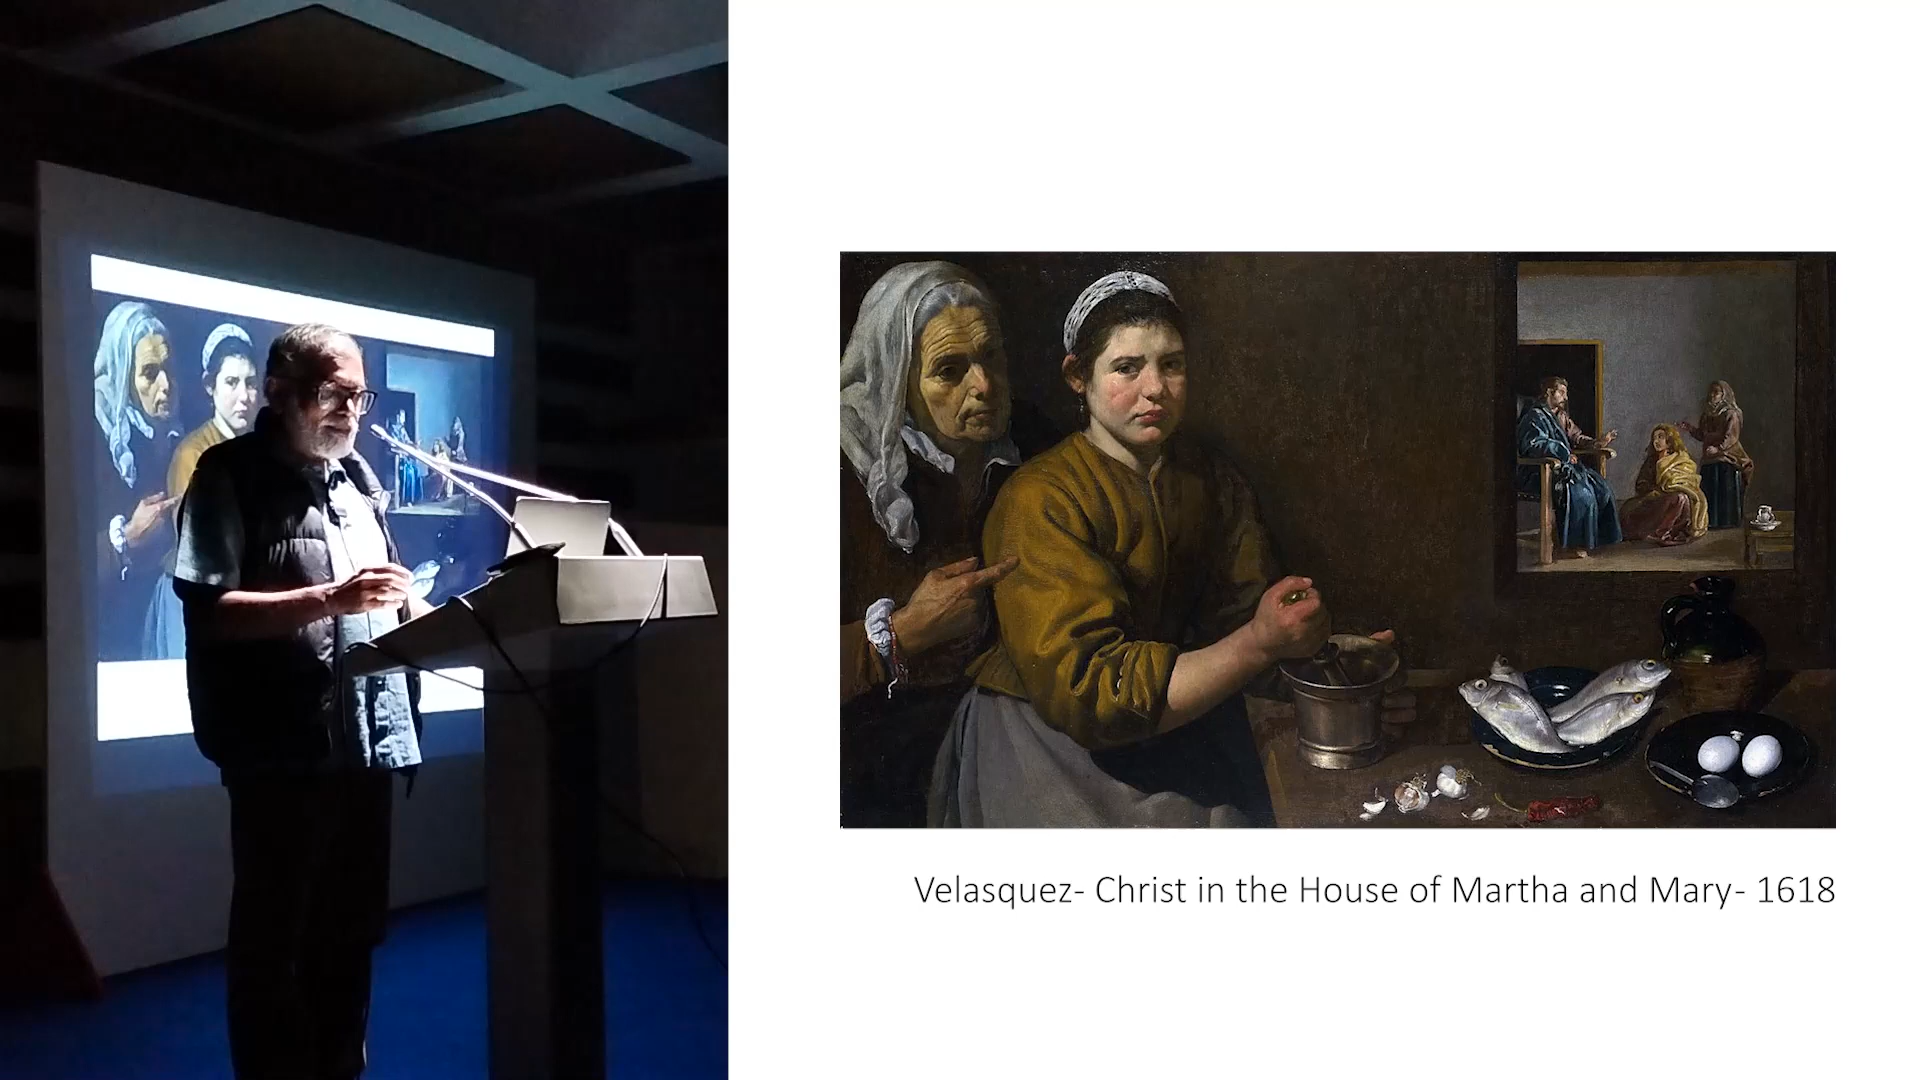 Velasquez- Christ in the House of Martha and Mary- 1618